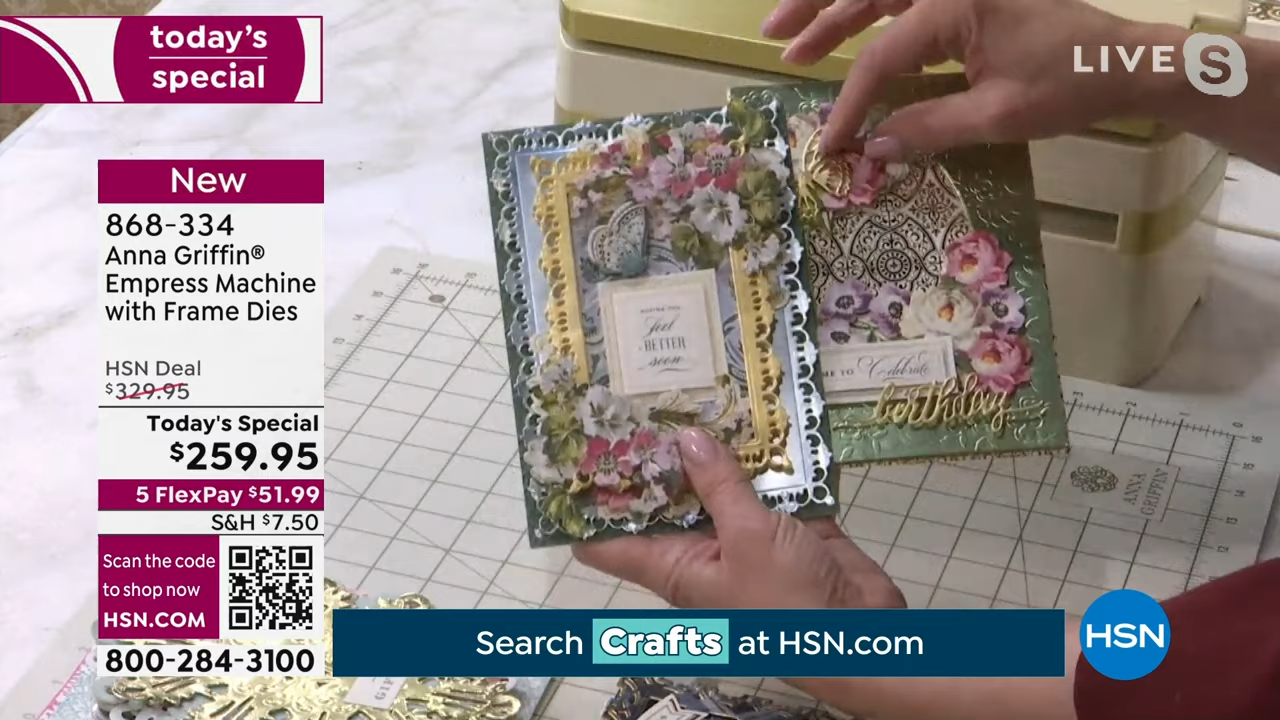 today's
special
LIVE S
New
868-334
Anna Griffin®
Empress Machine
with Frame Dies
HSN Deal
$329.95
Today's Special
$259.95
5 FlexPay $51.99
S&H $7.50
Scan the code
to shop now
HSN.COM
800-284-3100
feel
BETTER
soon
ME TO Celebrate
birthday
ANNA
GRIFFIN
Search Crafts at HSN.com
HSN